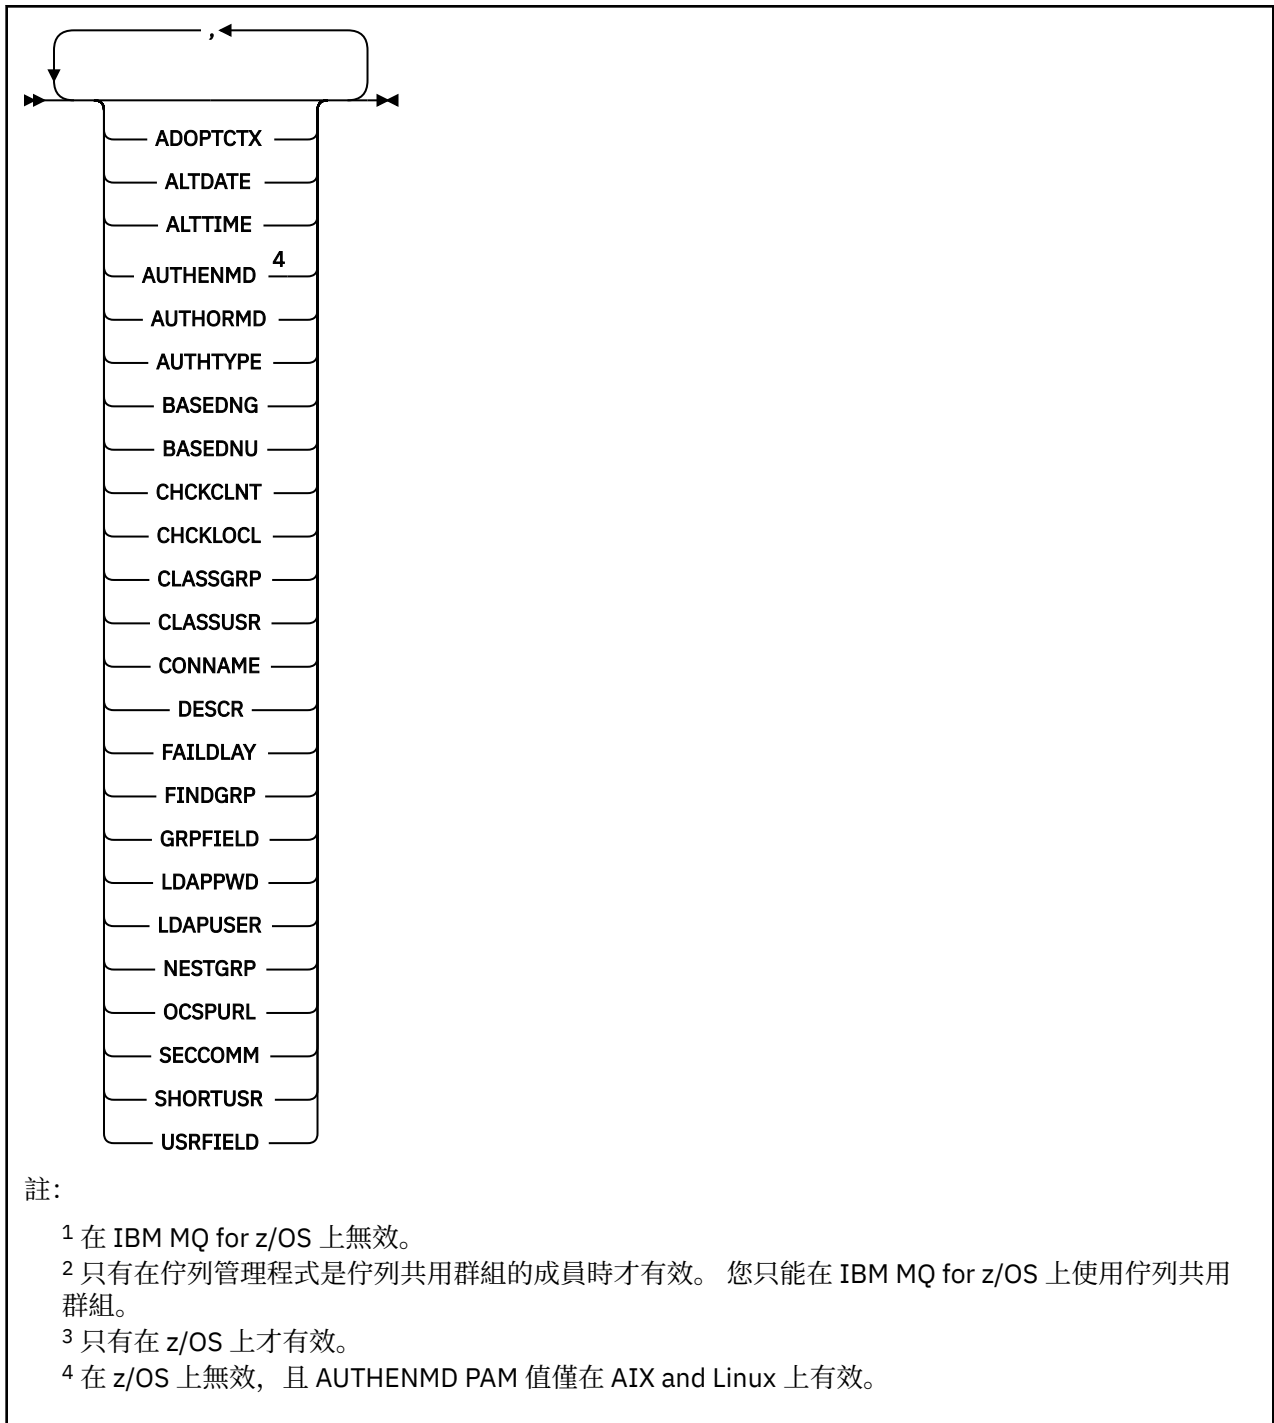 ,
ADOPTCTX
ALTDATE
ALTTIME
AUTHENMD 4
AUTHORMD
AUTHTYPE
BASEDNG
BASEDNU
CHCKCLNT
CHCKLOCL
CLASSGRP
CLASSUSR
CONNAME
DESCR
FAILDLAY
FINDGRP
GRPFIELD
LDAPPWD
LDAPUSER
NESTGRP
OCSPURL
SECCOMM
SHORTUSR
USRFIELD
註:
1 在 IBM MQ for z/OS 上無效。
2 只有在佇列管理程式是佇列共用群組的成員時才有效。 您只能在 IBM MQ for z/OS 上使用佇列共用
群組。
3 只有在 z/OS 上才有效。
4 在 z/OS 上無效，且 AUTHENMD PAM 值僅在 AIX and Linux 上有效。